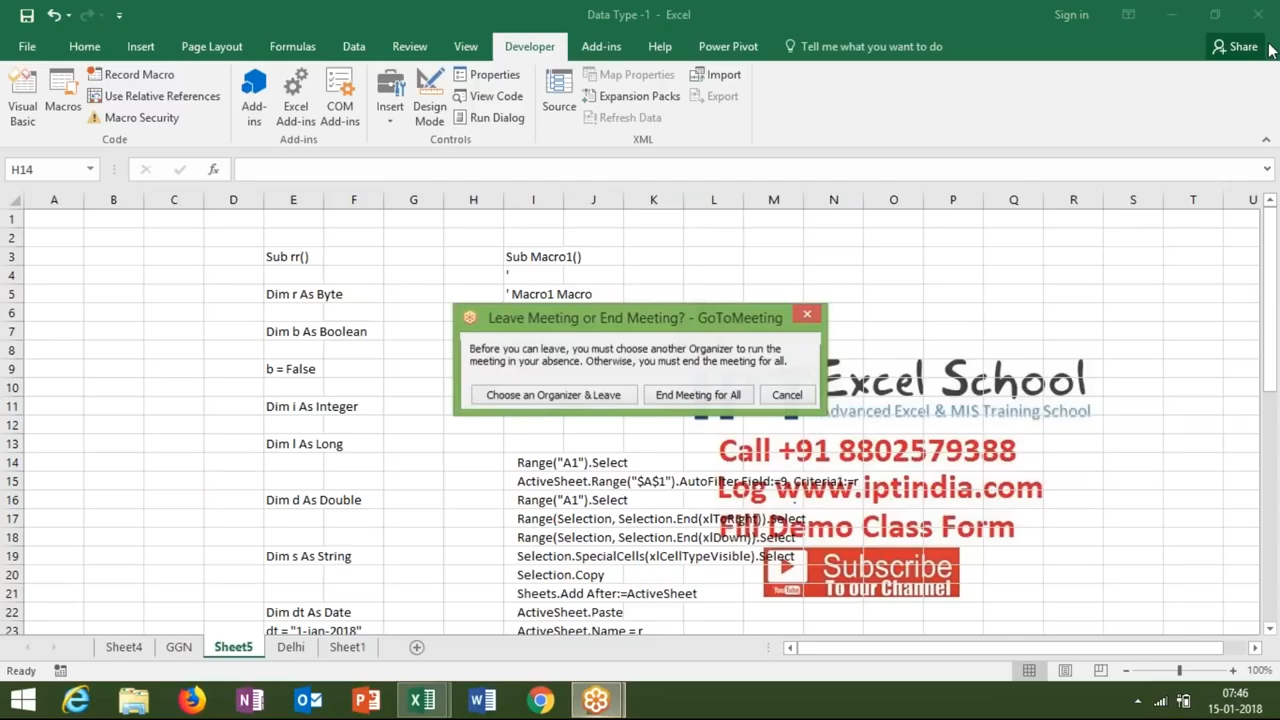 Data Type -1 - Excel
Sign in
File Home Insert Page Layout Formulas Data Review View Developer Add-ins Help Power Pivot Tell me what you want to do Share
Visual Basic
Macros
Record Macro
Use Relative References
Macro Security
Code
Add-ins
Excel Add-ins
COM Add-ins
Add-ins
Insert
Design Mode
Properties
View Code
Run Dialog
Controls
Source
Map Properties
Expansion Packs
Refresh Data
Import
Export
XML
H14
fx
A B C D E F G H I J K L M N O P Q R S T U
1
2
3 Sub rr() Sub Macro1()
4 '
5 Dim r As Byte ' Macro1 Macro
6
7 Dim b As Boolean
8
9 b = False
10
11 Dim i As Integer
12
13 Dim l As Long
14 Range("A1").Select
15 ActiveSheet.Range("$A$1").AutoFilter Field:=9, Criteria1:=r
16 Dim d As Double Range("A1").Select
17 Range(Selection, Selection.End(xlToRight)).Select
18 Range(Selection, Selection.End(xlDown)).Select
19 Dim s As String Selection.SpecialCells(xlCellTypeVisible).Select
20 Selection.Copy
21 Sheets.Add After:=ActiveSheet
22 Dim dt As Date ActiveSheet.Paste
23 dt = "1-jan-2018" ActiveSheet.Name = r
Leave Meeting or End Meeting? - GoToMeeting
Before you can leave, you must choose another Organizer to run the
meeting in your absence. Otherwise, you must end the meeting for all.
Choose an Organizer & Leave End Meeting for All Cancel
Excel School
Advanced Excel & MIS Training School
Call +91 8802579388
Log www.iptindia.com
Fill Demo Class Form
Subscribe
To our Channel
YouTube
Sheet4 GGN Sheet5 Delhi Sheet1
Ready
100%
07:46
15-01-2018